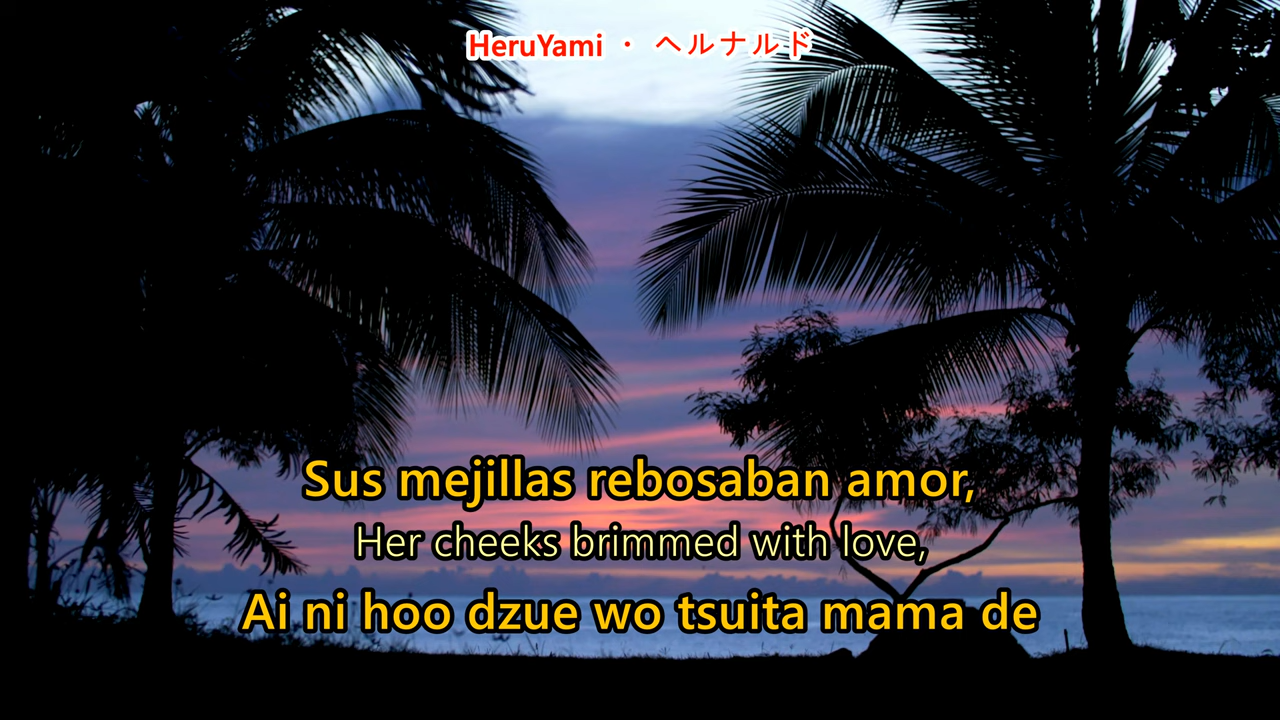 HeruYami ・ ヘルナルド
Sus mejillas rebosaban amor,
Her cheeks brimmed with love,
Ai ni hoo dzue wo tsuita mama de